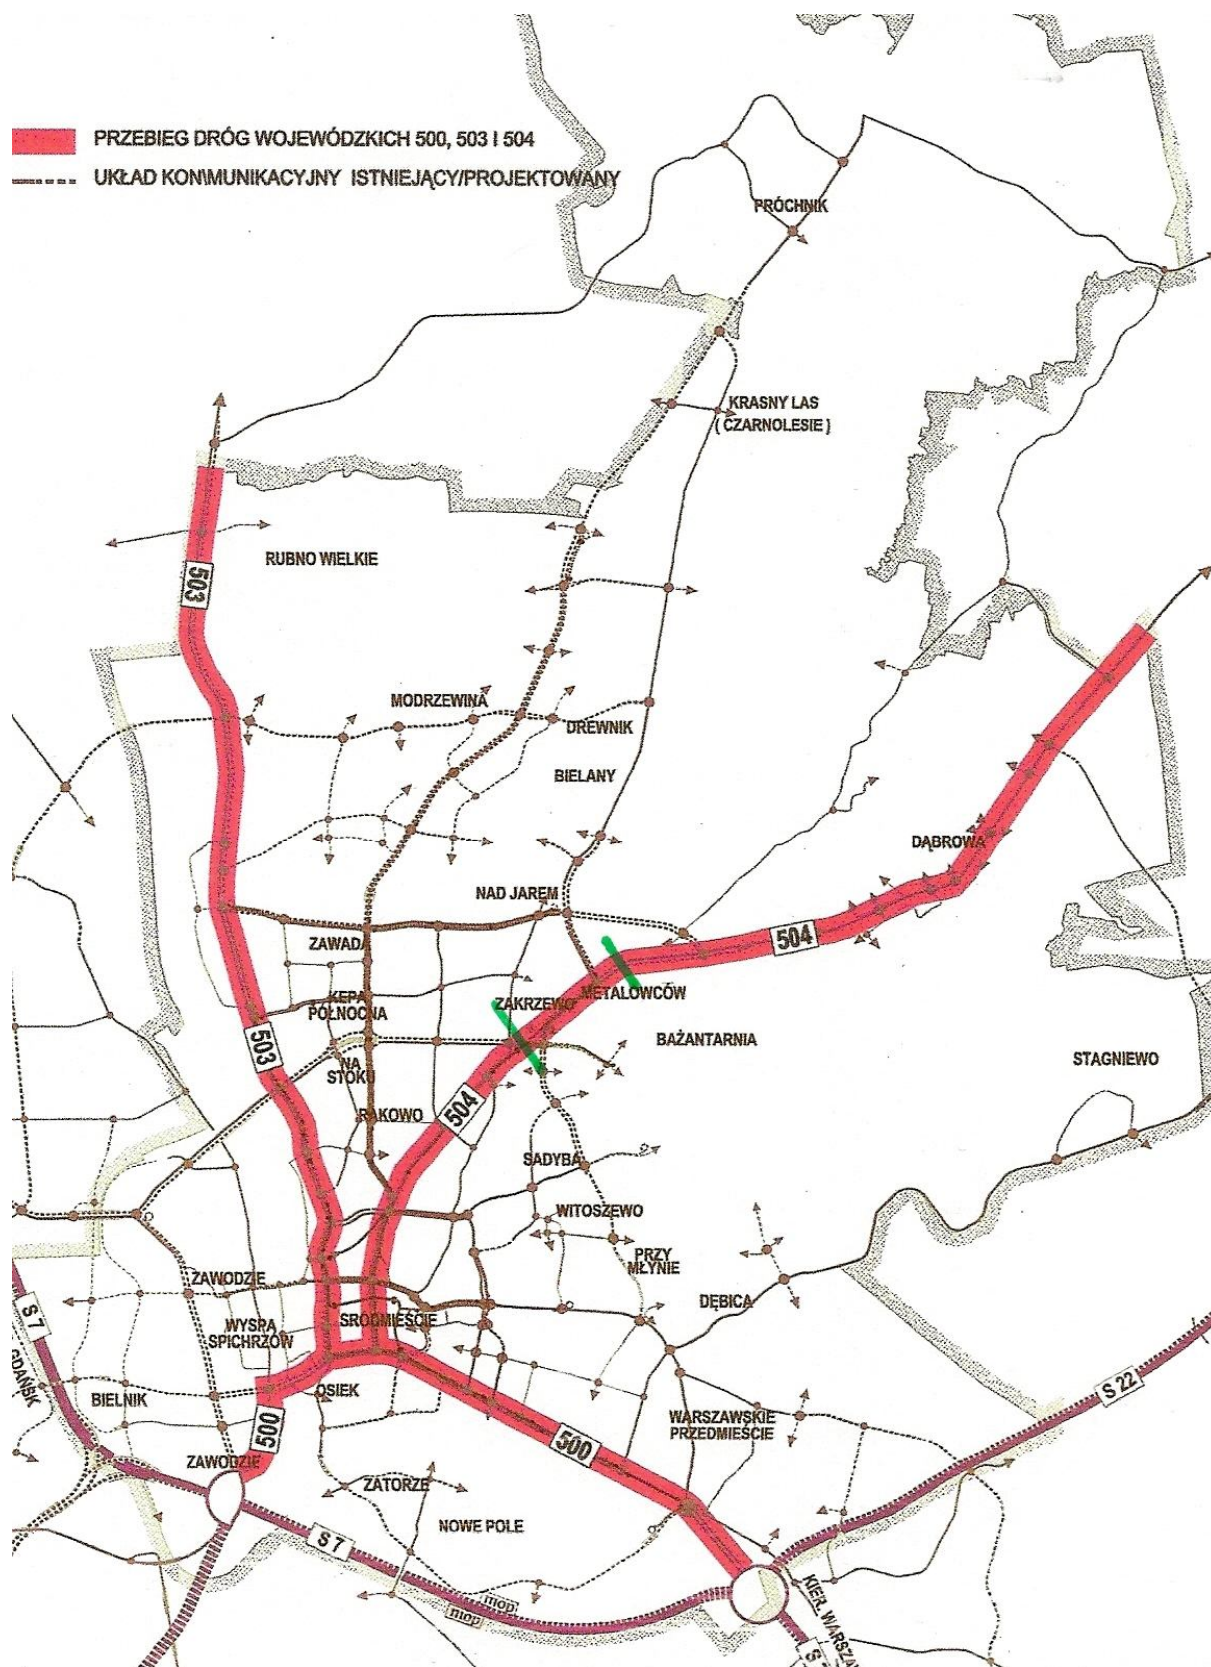 PRZEBIEG DRÓG WOJEWÓDZKICH 500, 503 I 504
UKŁAD KOMMUNIKACYJNY ISTNIEJĄCY/PROJEKTOWANY
PRÓCHNIK
KRASNY LAS
( CZARNOLESIE )
RUBNO WIELKIE
503
MODRZEWINA
DREWNIK
BIELANY
DĄBROWA
NAD JAREM
504
ZAWADA
METALOWCÓW
ZAKRZEWO
KĘPA
PÓŁNOCNA
503
BAŻANTARNIA
NA
STOKU
STAGNIEWO
504
RAKOWO
SADYBA
WITOSZEWO
PRZY
MŁYNIE
ZAWODZIE
DĘBICA
S 7
WYSPA
SPICHRZÓW
ŚRÓDMIEŚCIE
GDAŃSK
S 22
BIELNIK
OSIEK
WARSZAWSKIE
PRZEDMIEŚCIE
500
500
ZAWODZIE
ZATORZE
NOWE POLE
S 7
mop
mop
KIER. WARSZA
S